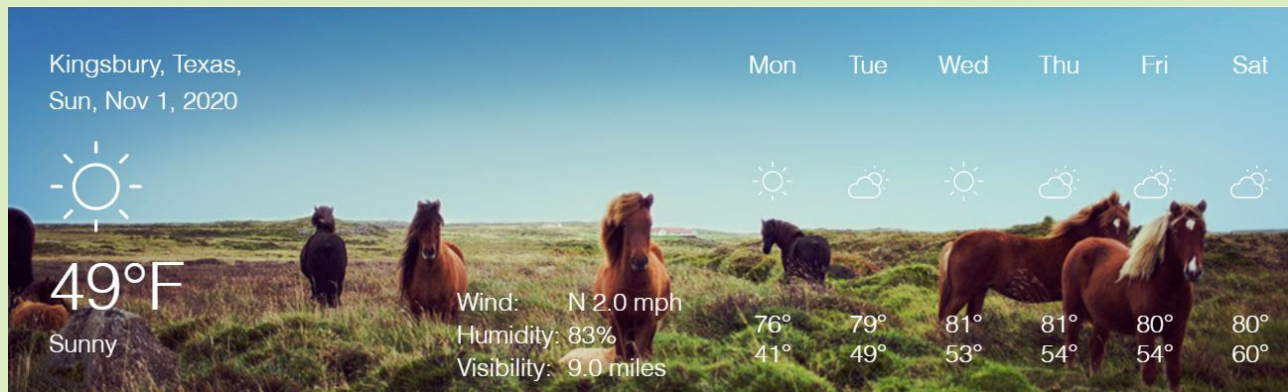 Kingsbury, Texas,
Sun, Nov 1, 2020
49°F
Sunny
Wind: N 2.0 mph
Humidity: 83%
Visibility: 9.0 miles
Mon Tue Wed Thu Fri Sat
76° 79° 81° 81° 80° 80°
41° 49° 53° 54° 54° 60°